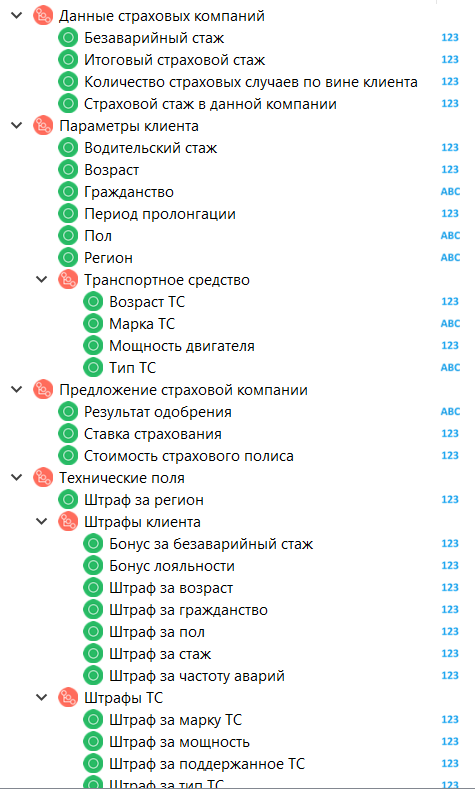 Данные страховых компаний
Безаварийный стаж 123
Итоговый страховой стаж 123
Количество страховых случаев по вине клиента 123
Страховой стаж в данной компании 123
Параметры клиента
Водительский стаж 123
Возраст 123
Гражданство ABC
Период пролонгации 123
Пол ABC
Регион ABC
Транспортное средство
Возраст ТС 123
Марка ТС ABC
Мощность двигателя 123
Тип ТС ABC
Предложение страховой компании
Результат одобрения ABC
Ставка страхования 123
Стоимость страхового полиса 123
Технические поля
Штраф за регион 123
Штрафы клиента
Бонус за безаварийный стаж 123
Бонус лояльности 123
Штраф за возраст 123
Штраф за гражданство 123
Штраф за пол 123
Штраф за стаж 123
Штраф за частоту аварий 123
Штрафы ТС
Штраф за марку ТС 123
Штраф за мощность 123
Штраф за поддержанное ТС 123
Штраф за тип ТС 123